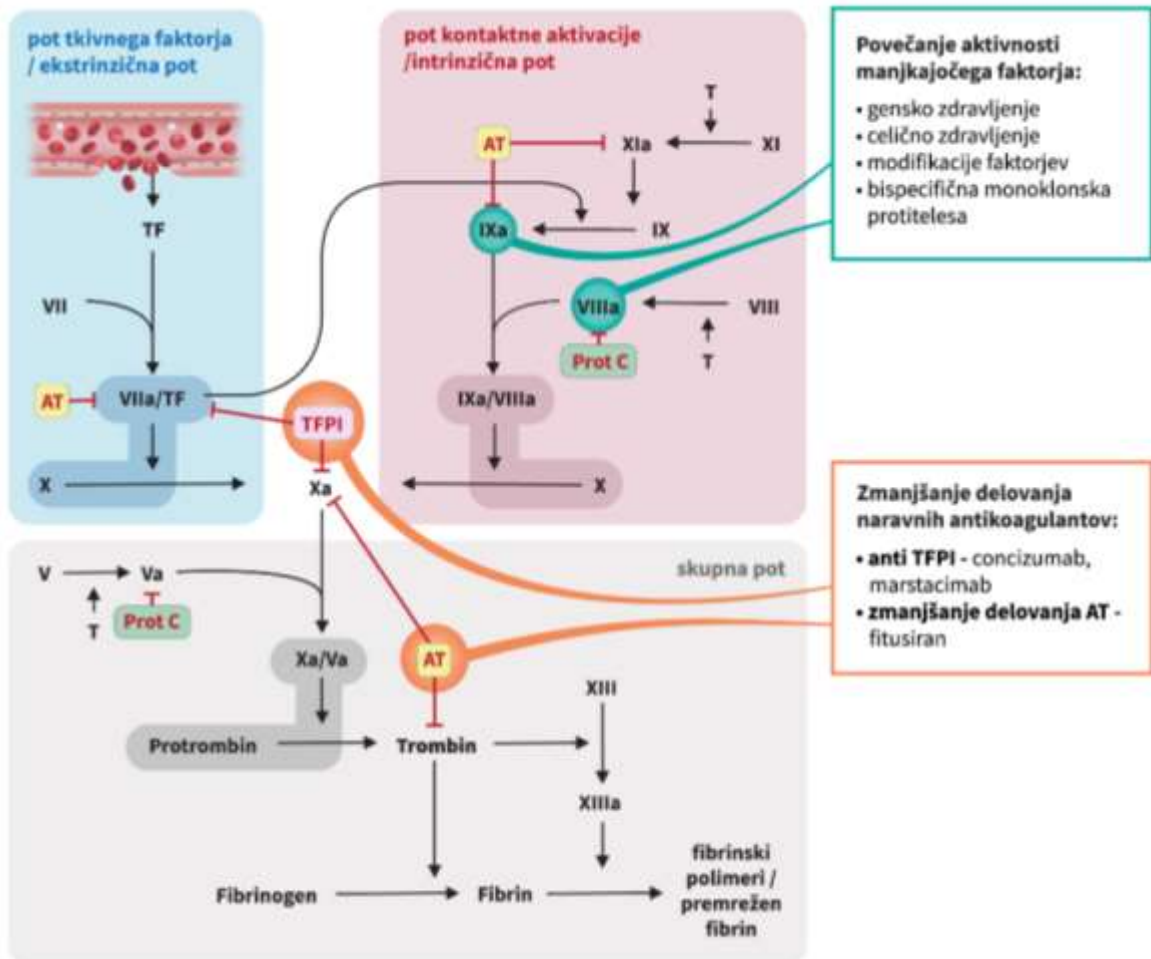 pot tkivnega faktorja
/ ekstrinzična pot
TF
VII
AT
VIIa/TF
X
pot kontaktne aktivacije
/intrinzična pot
T
AT
XIa
XI
IXa
IX
VIIIa
VIII
Prot C
T
IXa/VIIIa
X
TFPI
Xa
Povečanje aktivnosti
manjkajočega faktorja:
• gensko zdravljenje
• celično zdravljenje
• modifikacije faktorjev
• bispecifična monoklonska
protitelesa
Zmanjšanje delovanja
naravnih antikoagulantov:
• anti TFPI - concizumab,
marstacimab
• zmanjšanje delovanja AT -
fitusiran
skupna pot
V
Va
T
Prot C
Xa/Va
AT
XIII
Protrombin
Trombin
XIIIa
Fibrinogen
Fibrin
fibrinski
polimeri /
premrežen
fibrin